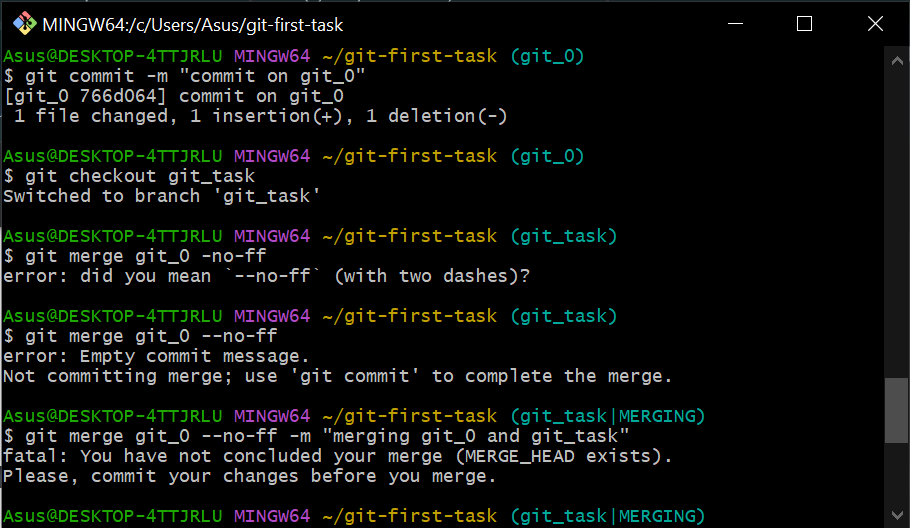 MINGW64:/c/Users/Asus/git-first-task
Asus@DESKTOP-4TTJRLU MINGW64 ~/git-first-task (git_0)
$ git commit -m "commit on git_0"
[git_0 766d064] commit on git_0
 1 file changed, 1 insertion(+), 1 deletion(-)
Asus@DESKTOP-4TTJRLU MINGW64 ~/git-first-task (git_0)
$ git checkout git_task
Switched to branch 'git_task'
Asus@DESKTOP-4TTJRLU MINGW64 ~/git-first-task (git_task)
$ git merge git_0 -no-ff
error: did you mean `--no-ff` (with two dashes)?
Asus@DESKTOP-4TTJRLU MINGW64 ~/git-first-task (git_task)
$ git merge git_0 --no-ff
error: Empty commit message.
Not committing merge; use 'git commit' to complete the merge.
Asus@DESKTOP-4TTJRLU MINGW64 ~/git-first-task (git_task|MERGING)
$ git merge git_0 --no-ff -m "merging git_0 and git_task"
fatal: You have not concluded your merge (MERGE_HEAD exists).
Please, commit your changes before you merge.
Asus@DESKTOP-4TTJRLU MINGW64 ~/git-first-task (git_task|MERGING)